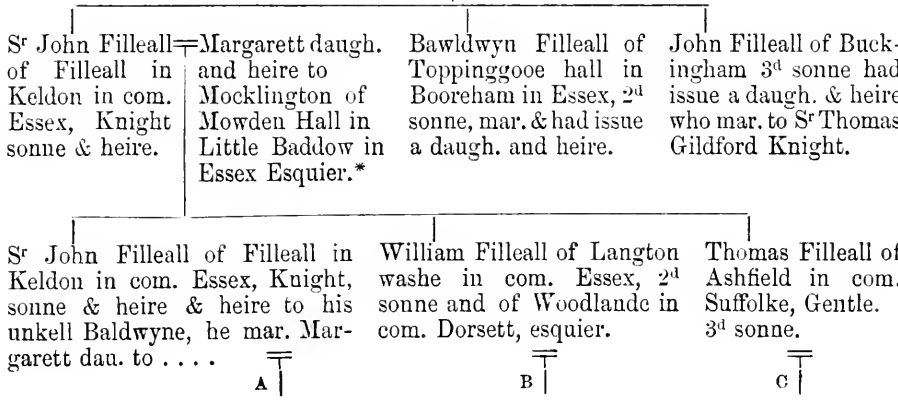 Sʳ John Filleall
of Filleall in
Keldon in com.
Essex, Knight
sonne & heire.
Margarett daugh.
and heire to
Mocklington of
Mowden Hall in
Little Baddow in
Essex Esquier.*
Bawldwyn Filleall of
Toppinggooe hall in
Booreham in Essex, 2ᵈ
sonne, mar. & had issue
a daugh. and heire.
John Filleall of Buck-
ingham 3ᵈ sonne had
issue a daugh. & heire
who mar. to Sʳ Thomas
Gildford Knight.
Sʳ John Filleall of Filleall in
Keldon in com. Essex, Knight,
sonne & heire & heire to his
unkell Baldwyne, he mar. Mar-
garett dau. to . . . .
A
William Filleall of Langton
washe in com. Essex, 2ᵈ
sonne and of Woodlande in
com. Dorsett, esquier.
B
Thomas Filleall of
Ashfield in com.
Suffolke, Gentle.
3ᵈ sonne.
C